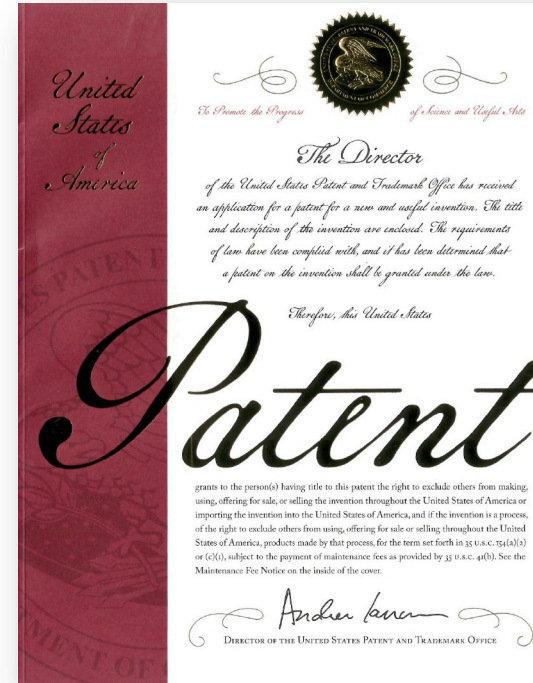 United
States
of
America
To Promote the Progress
of Science and Useful Arts
The Director
of the United States Patent and Trademark Office has received
an application for a patent for a new and useful invention. The title
and description of the invention are enclosed. The requirements
of law have been complied with, and it has been determined that
a patent on the invention shall be granted under the law.
Therefore, this United States
Patent
grants to the person(s) having title to this patent the right to exclude others from making,
using, offering for sale, or selling the invention throughout the United States of America or
importing the invention into the United States of America, and if the invention is a process,
of the right to exclude others from using, offering for sale or selling throughout the United
States of America, products made by that process, for the term set forth in 35 U.S.C. 154(a)(2)
or (c)(1), subject to the payment of maintenance fees as provided by 35 U.S.C. 41(b). See the
Maintenance Fee Notice on the inside of the cover.
DIRECTOR OF THE UNITED STATES PATENT AND TRADEMARK OFFICE